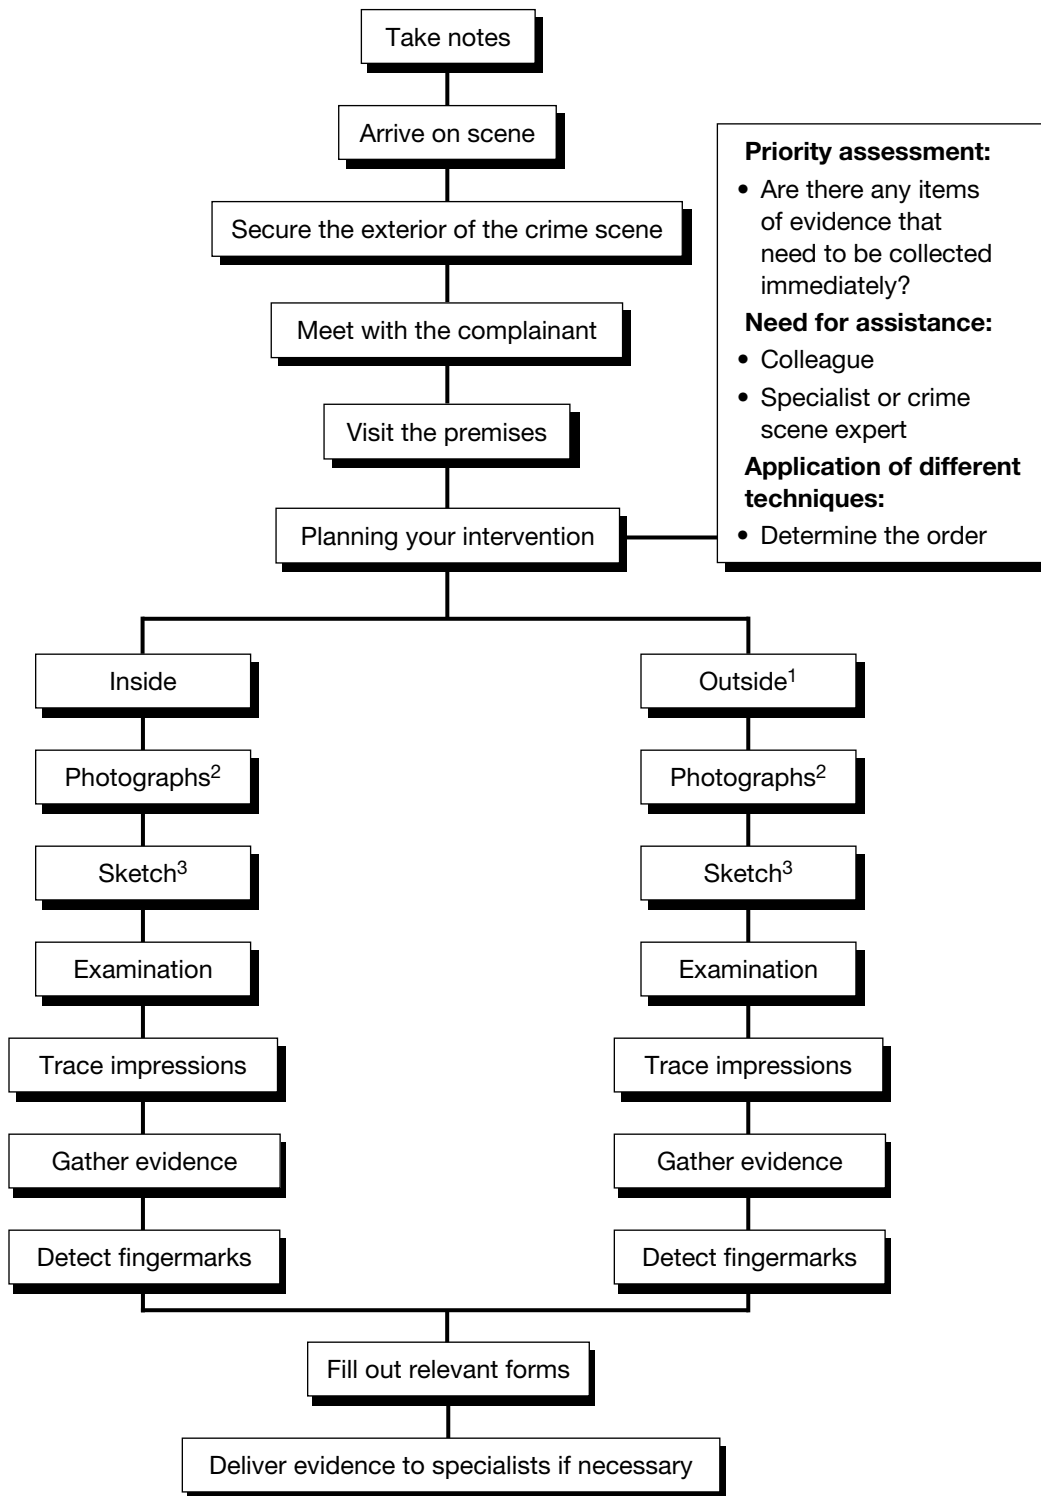 Take notes
Arrive on scene
Secure the exterior of the crime scene
Meet with the complainant
Visit the premises
Planning your intervention
Priority assessment:
• Are there any items
of evidence that
need to be collected
immediately?
Need for assistance:
• Colleague
• Specialist or crime
scene expert
Application of different
techniques:
• Determine the order
Inside
Photographs²
Sketch³
Examination
Trace impressions
Gather evidence
Detect fingermarks
Outside¹
Photographs²
Sketch³
Examination
Trace impressions
Gather evidence
Detect fingermarks
Fill out relevant forms
Deliver evidence to specialists if necessary